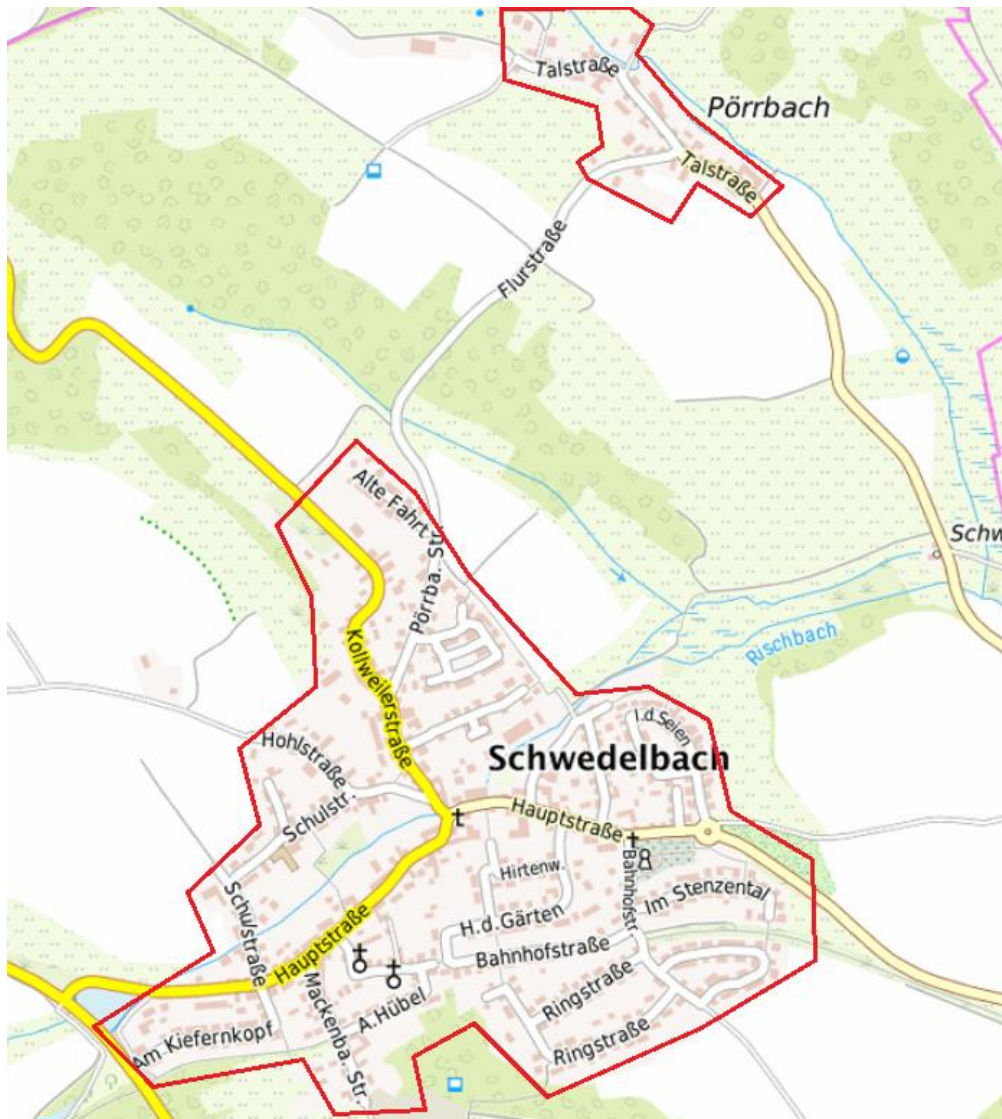 Talstraße
Pörrbach
Talstraße
Flurstraße
Alte Fahrt
Schw
Pörrba. St
Rischbach
Kollweilerstraße
I.d.Seien
Hohlstraße
Schwedelbach
Schulstr.
Hauptstraße
Hirtenw.
Bahnhofstr.
Im Stenzental
Schulstraße
H.d.Gärten
Hauptstraße
Bahnhofstraße
Mackenba. Str.
Ringstraße
A.Hübel
Am Kiefernkopf
Ringstraße